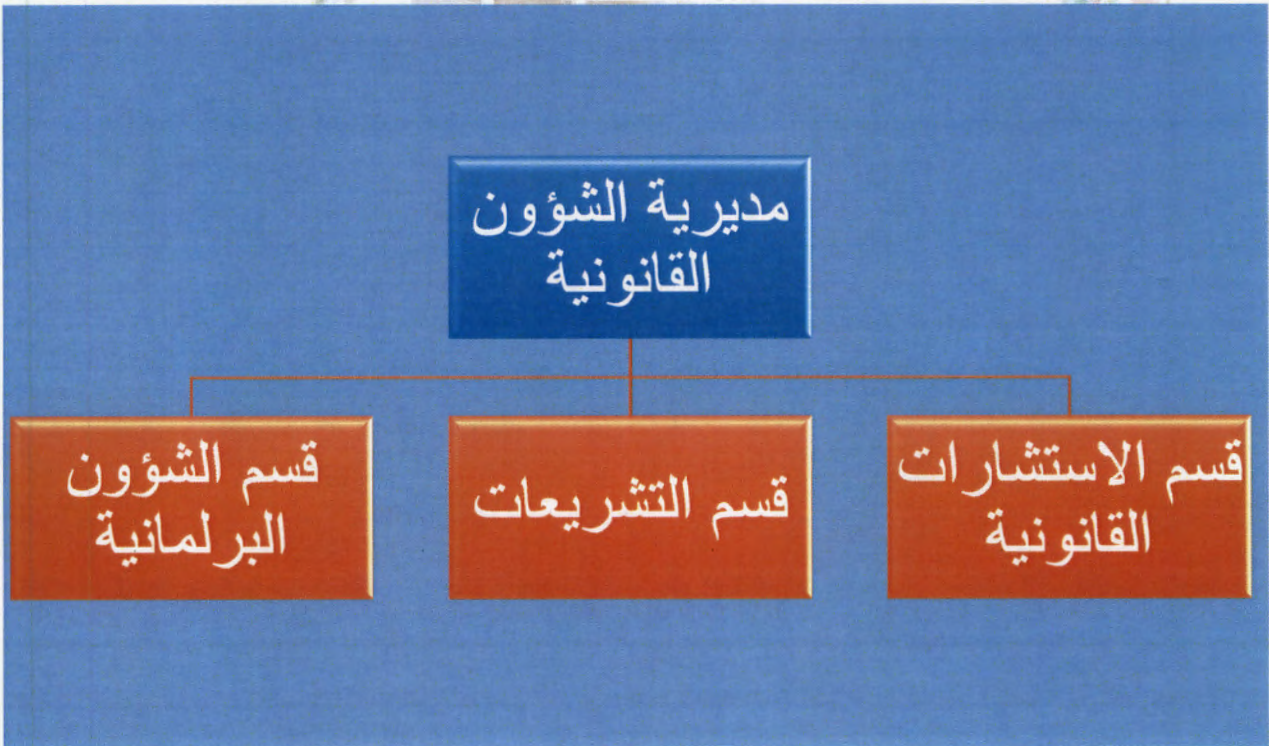 مديرية الشؤون
القانونية
قسم الاستشارات
القانونية
قسم التشريعات
قسم الشؤون
البرلمانية